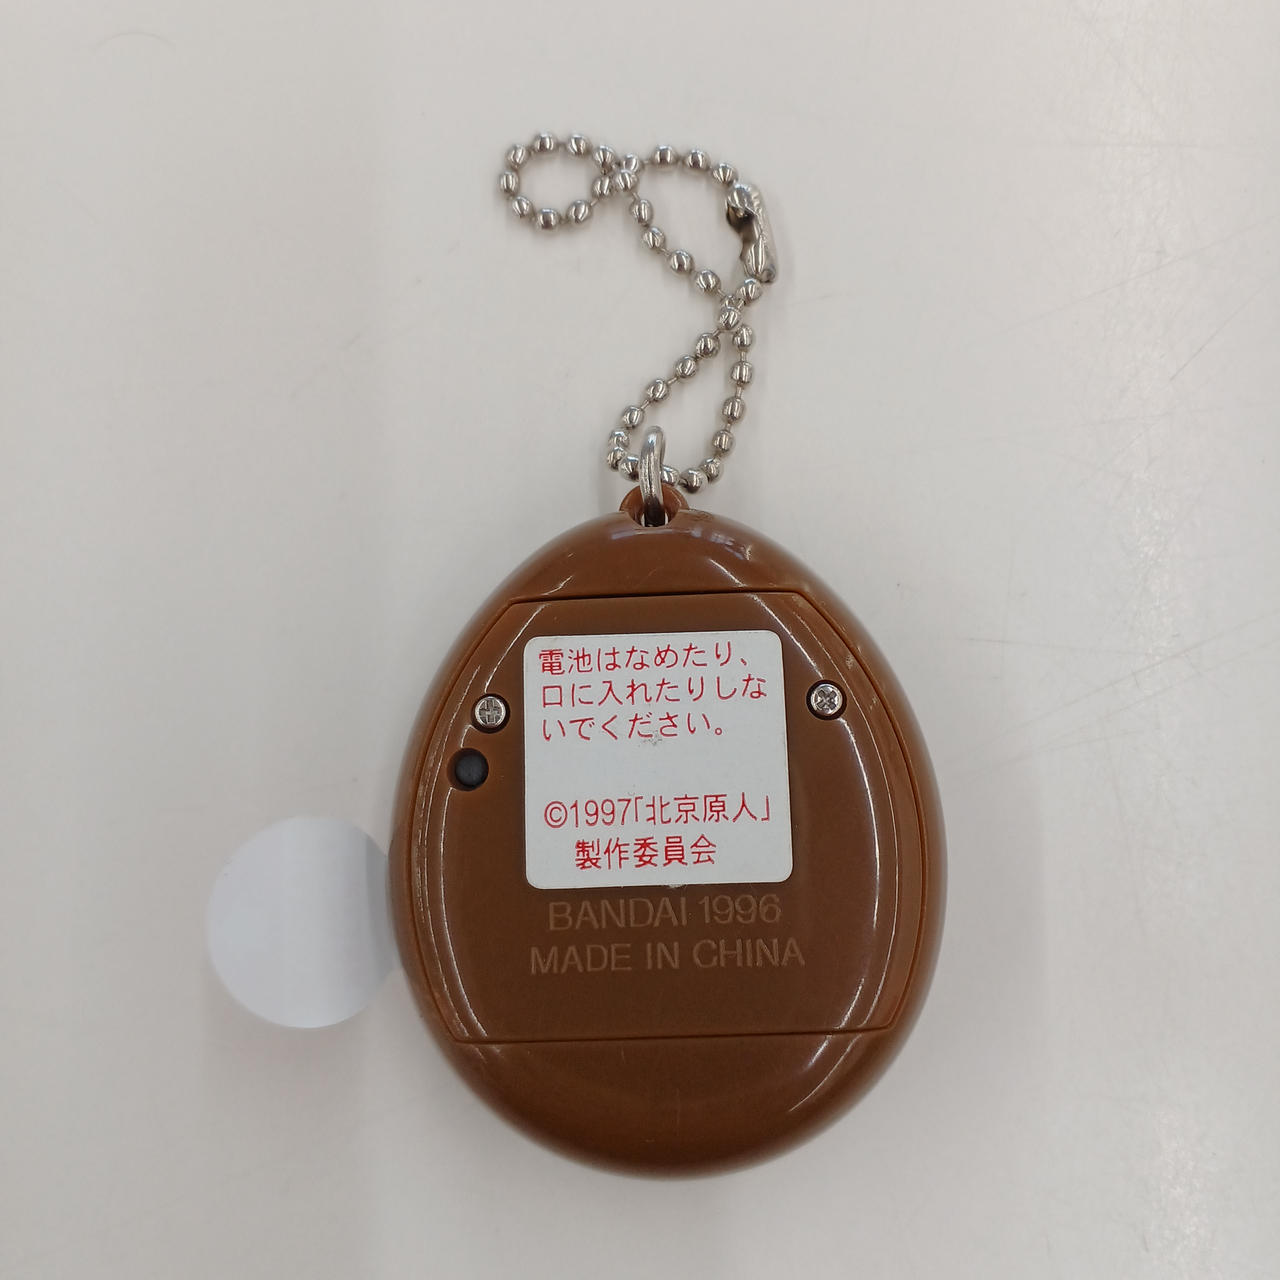 電池はなめたり、
口に入れたりしな
いでください。
©1997「北京原人」
製作委員会
BANDAI 1996
MADE IN CHINA